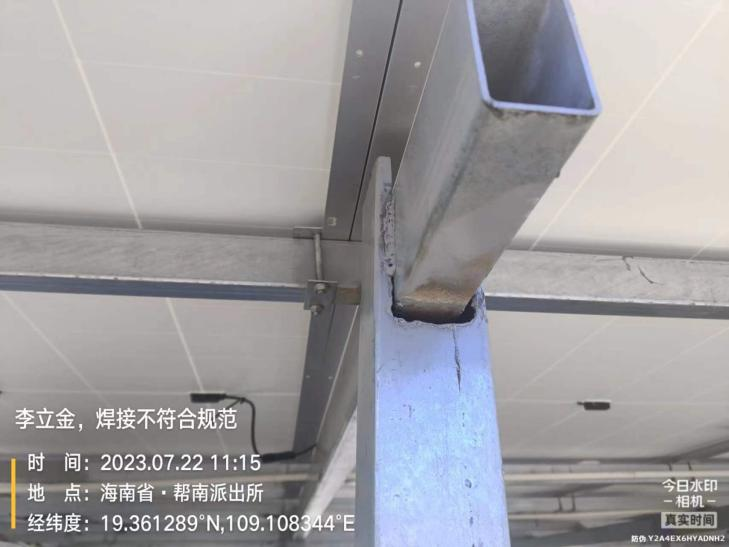 李立金，焊接不符合规范
时 间：2023.07.22 11:15
地 点：海南省·帮南派出所
经纬度：19.361289°N,109.108344°E
今日水印
-相机-
真实时间
防伪 Y2A4EX6HYADNH2